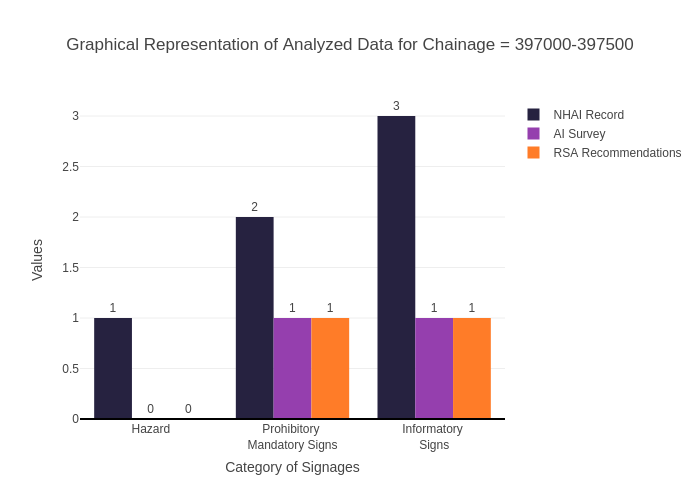 Graphical Representation of Analyzed Data for Chainage = 397000-397500
NHAI Record
AI Survey
RSA Recommendations
Values
3
2.5
2
1.5
1
0.5
0
1
0
0
2
1
1
3
1
1
Hazard
Prohibitory
Mandatory Signs
Informatory
Signs
Category of Signages